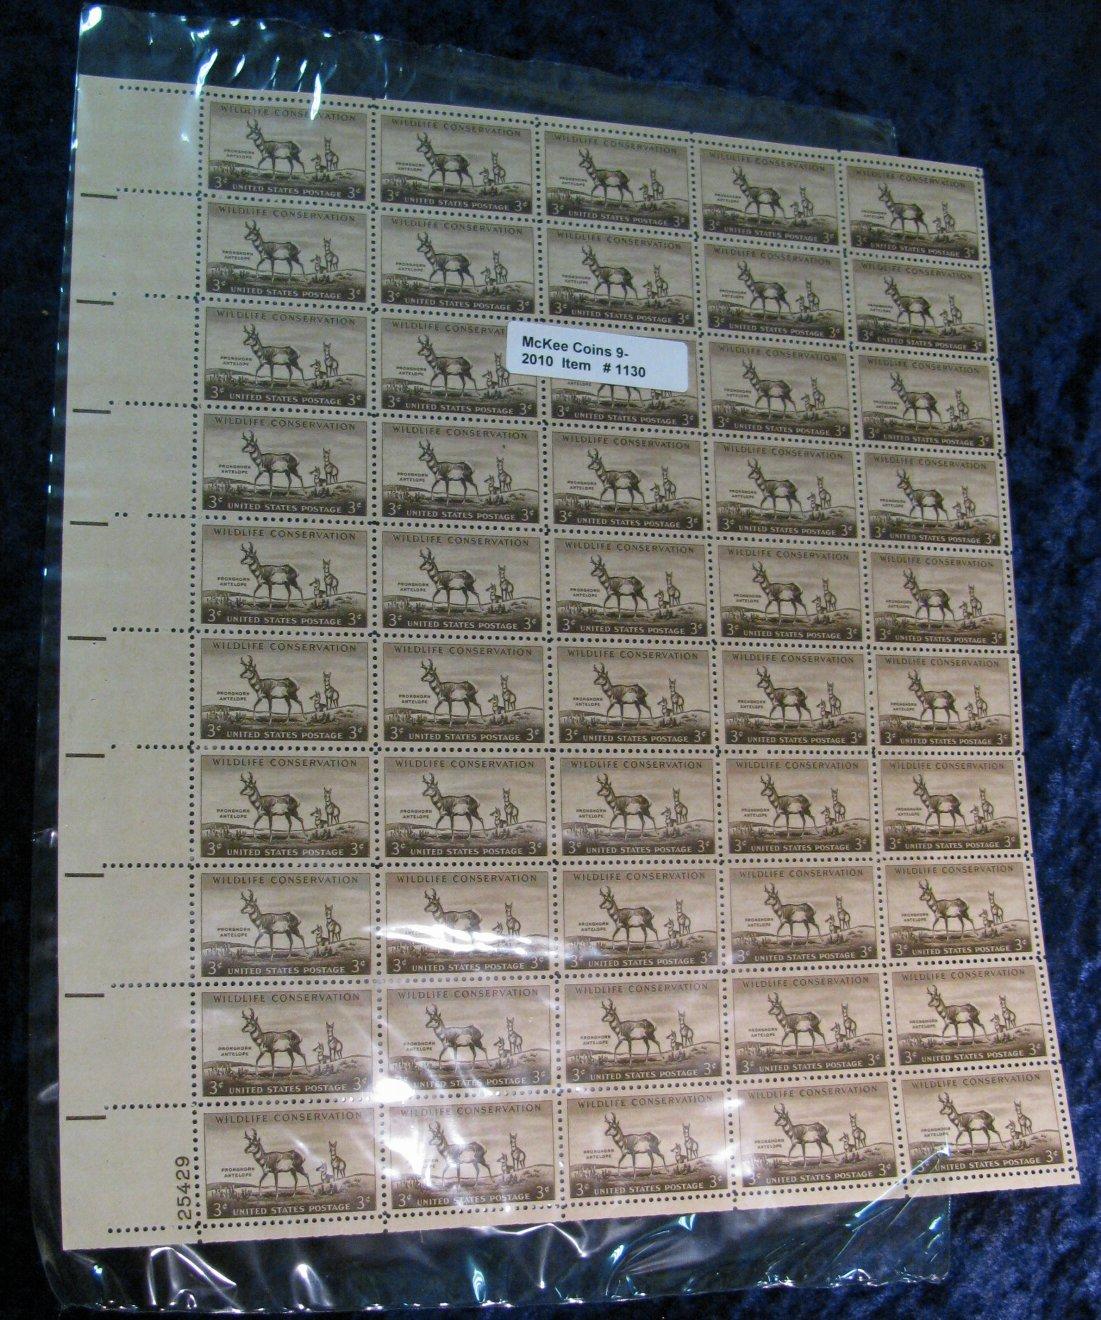 WILDLIFE CONSERVATION
PRONGHORN
ANTELOPE
3¢ UNITED STATES POSTAGE 3¢
McKee Coins 9-
2010 Item # 1130
25429